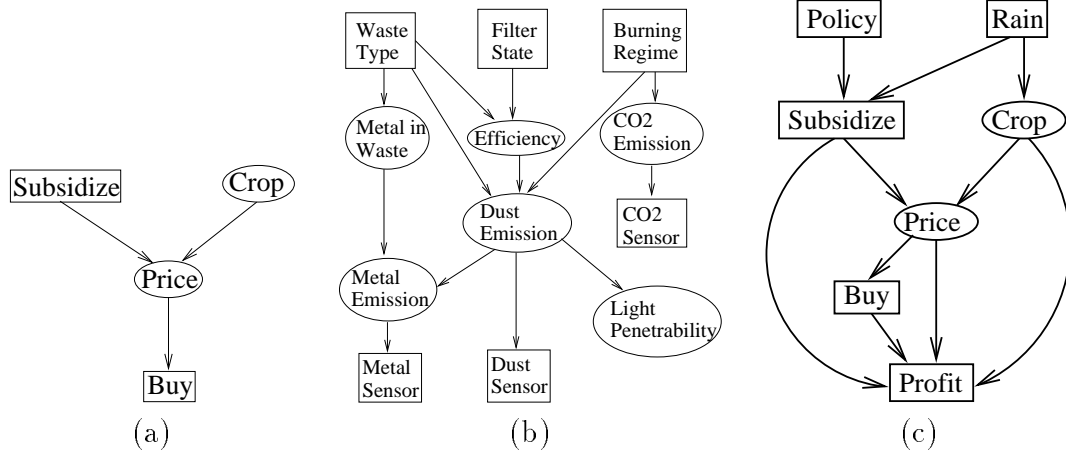 Subsidize
Crop
Price
Buy
(a)
Waste
Type
Filter
State
Burning
Regime
Metal in
Waste
Efficiency
CO2
Emission
Dust
Emission
CO2
Sensor
Metal
Emission
Light
Penetrability
Metal
Sensor
Dust
Sensor
(b)
Policy
Rain
Subsidize
Crop
Price
Buy
Profit
(c)